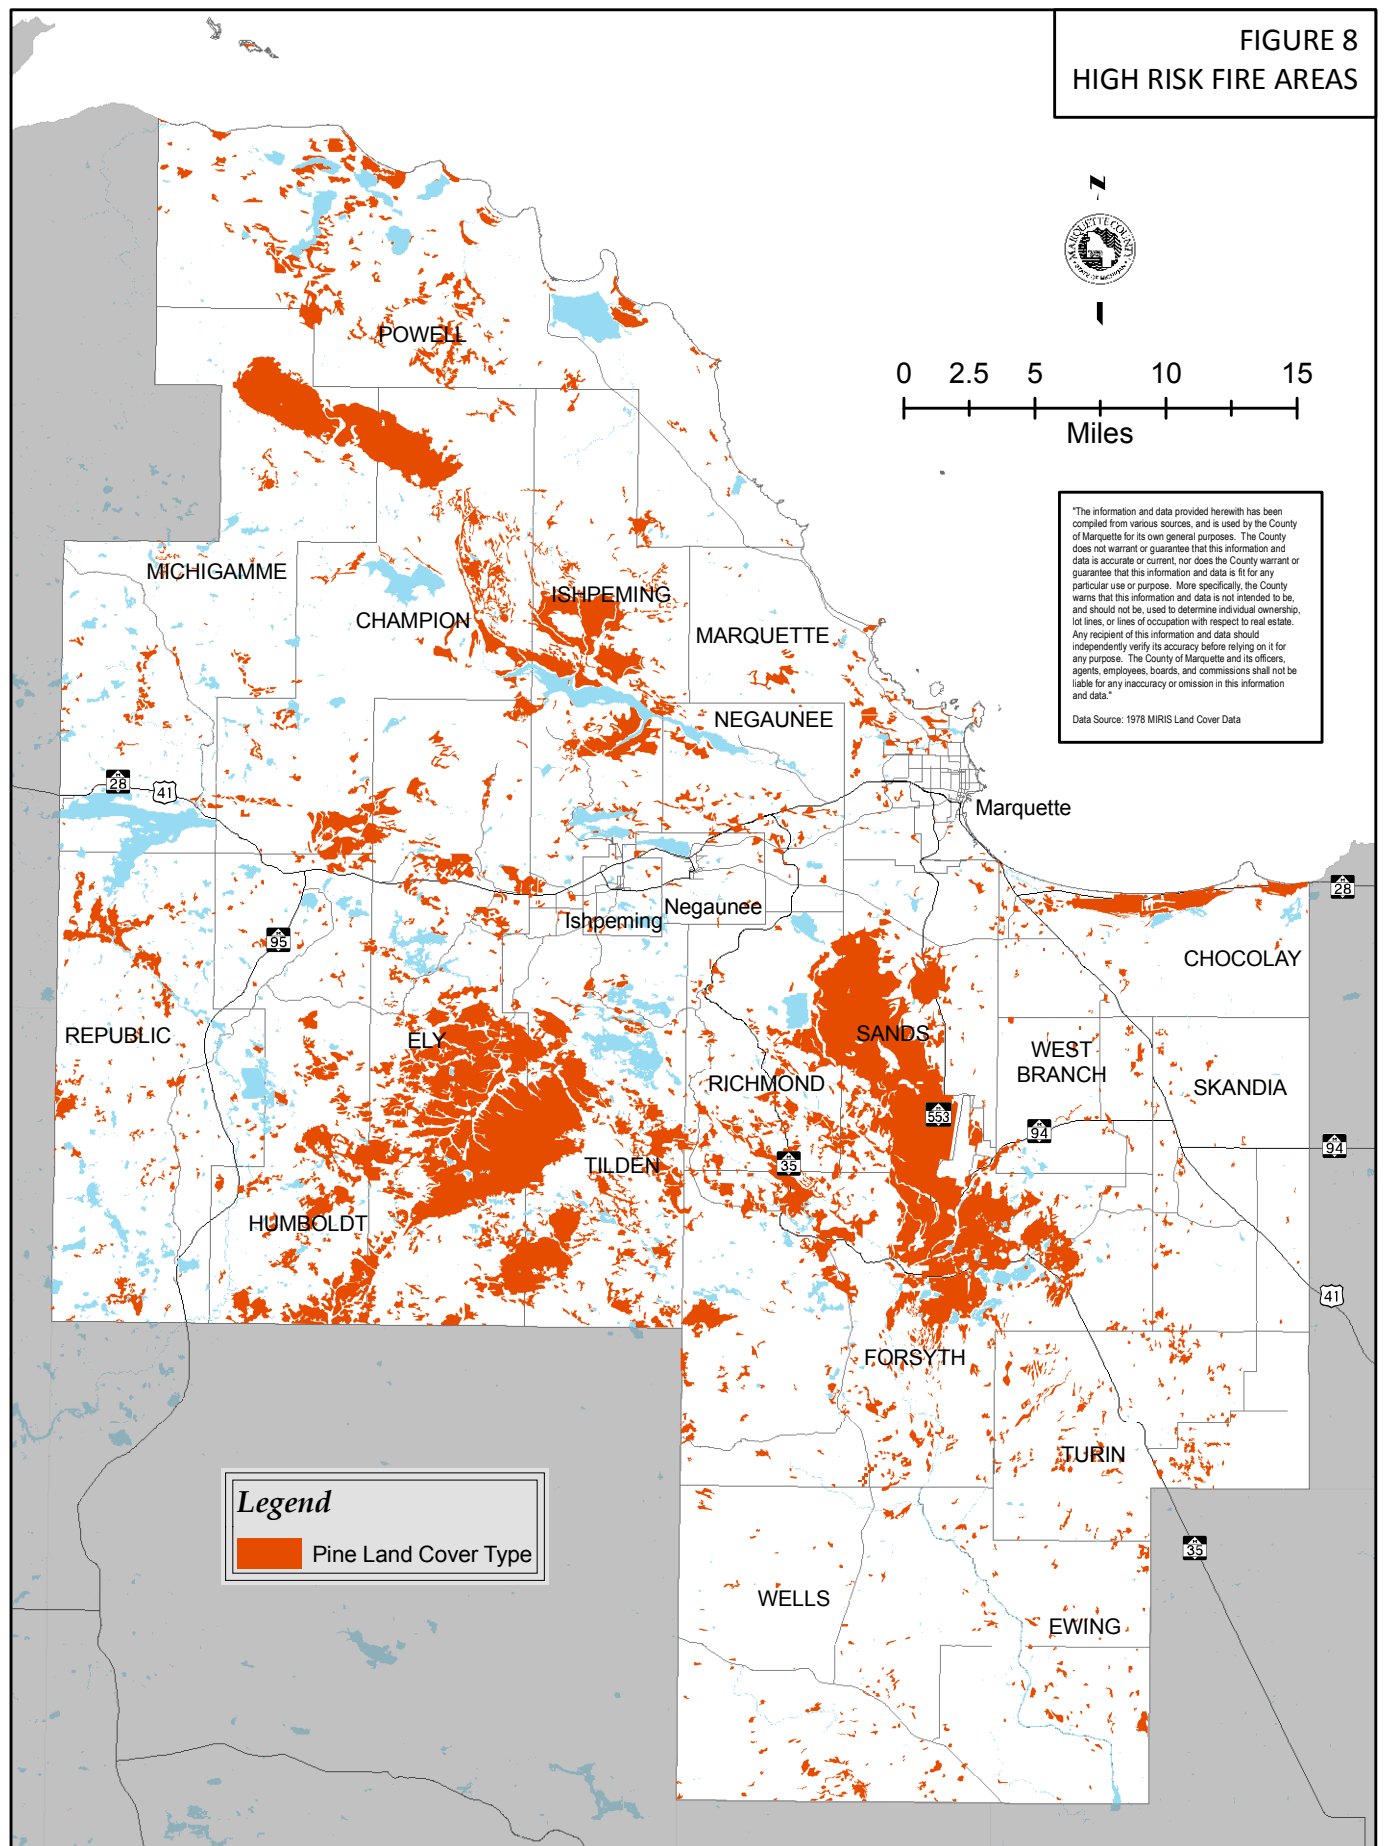 FIGURE 8
HIGH RISK FIRE AREAS
N
MARQUETTE COUNTY
STATE OF MICHIGAN
0 2.5 5 10 15
Miles
"The information and data provided herewith has been
compiled from various sources, and is used by the County
of Marquette for its own general purposes. The County
does not warrant or guarantee that this information and
data is accurate or current, nor does the County warrant or
guarantee that this information and data is fit for any
particular use or purpose. More specifically, the County
warns that this information and data is not intended to be,
and should not be, used to determine individual ownership,
lot lines, or lines of occupation with respect to real estate.
Any recipient of this information and data should
independently verify its accuracy before relying on it for
any purpose. The County of Marquette and its officers,
agents, employees, boards, and commissions shall not be
liable for any inaccuracy or omission in this information
and data."
Data Source: 1978 MIRIS Land Cover Data
POWELL
MICHIGAMME
ISHPEMING
CHAMPION
MARQUETTE
NEGAUNEE
M 28
41
Marquette
M 28
Negaunee
Ishpeming
M 95
CHOCOLAY
REPUBLIC
ELY
SANDS
WEST
BRANCH
RICHMOND
SKANDIA
553
M 94
M 94
TILDEN
M 35
HUMBOLDT
41
FORSYTH
TURIN
Legend
Pine Land Cover Type
M 35
WELLS
EWING